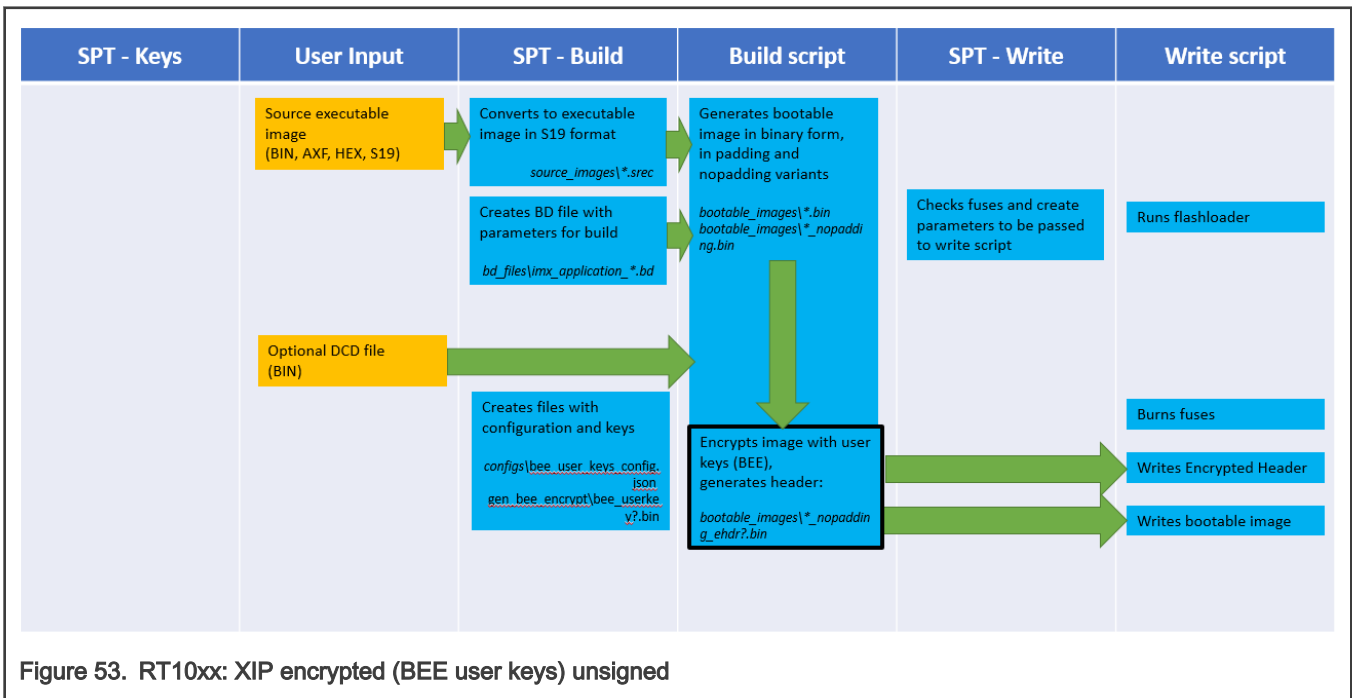 SPT - Keys
User Input
SPT - Build
Build script
SPT - Write
Write script
Source executable
image
(BIN, AXF, HEX, S19)
Converts to executable
image in S19 format
source_images\*.srec
Generates bootable
image in binary form,
in padding and
nopadding variants
bootable_images\*.bin
bootable_images\*_nopaddi
ng.bin
Creates BD file with
parameters for build
bd_files\imx_application_*.bd
Checks fuses and create
parameters to be passed
to write script
Runs flashloader
Optional DCD file
(BIN)
Creates files with
configuration and keys
configs\bee_user_keys_config.
json
gen_bee_encrypt\bee_userke
y?.bin
Encrypts image with user
keys (BEE),
generates header:
bootable_images\*_nopaddin
g_ehdr?.bin
Burns fuses
Writes Encrypted Header
Writes bootable image
Figure 53. RT10xx: XIP encrypted (BEE user keys) unsigned